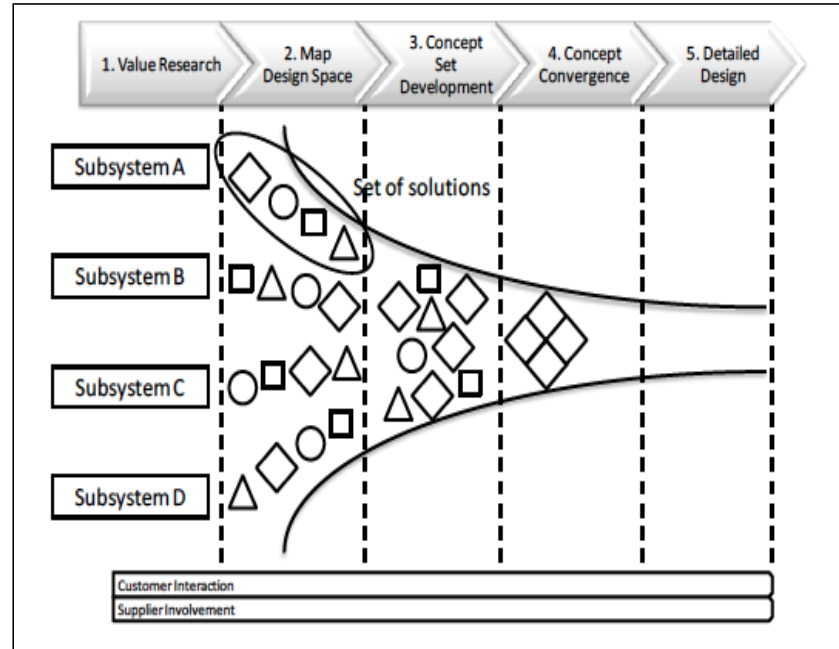 1. Value Research
2. Map
Design Space
3. Concept
Set
Development
4. Concept
Convergence
5. Detailed
Design
Subsystem A
Set of solutions
Subsystem B
Subsystem C
Subsystem D
Customer Interaction
Supplier Involvement